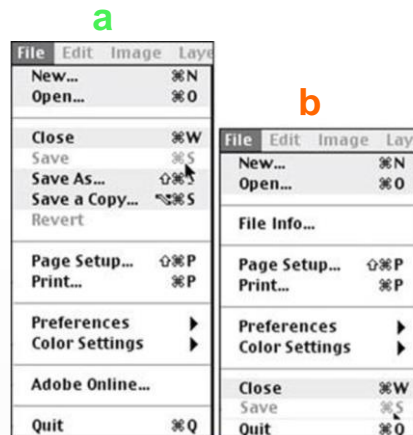 a
File Edit Image Laye
New... ⌘N
Open... ⌘O
Close ⌘W
Save ⌘S
Save As... ⇧⌘S
Save a Copy... ⌥⌘S
Revert
Page Setup... ⇧⌘P
Print... ⌘P
Preferences
Color Settings
Adobe Online...
Quit ⌘Q
b
File Edit Image Lay
New... ⌘N
Open... ⌘O
File Info...
Page Setup... ⇧⌘P
Print... ⌘P
Preferences
Color Settings
Close ⌘W
Save ⌘S
Quit ⌘Q